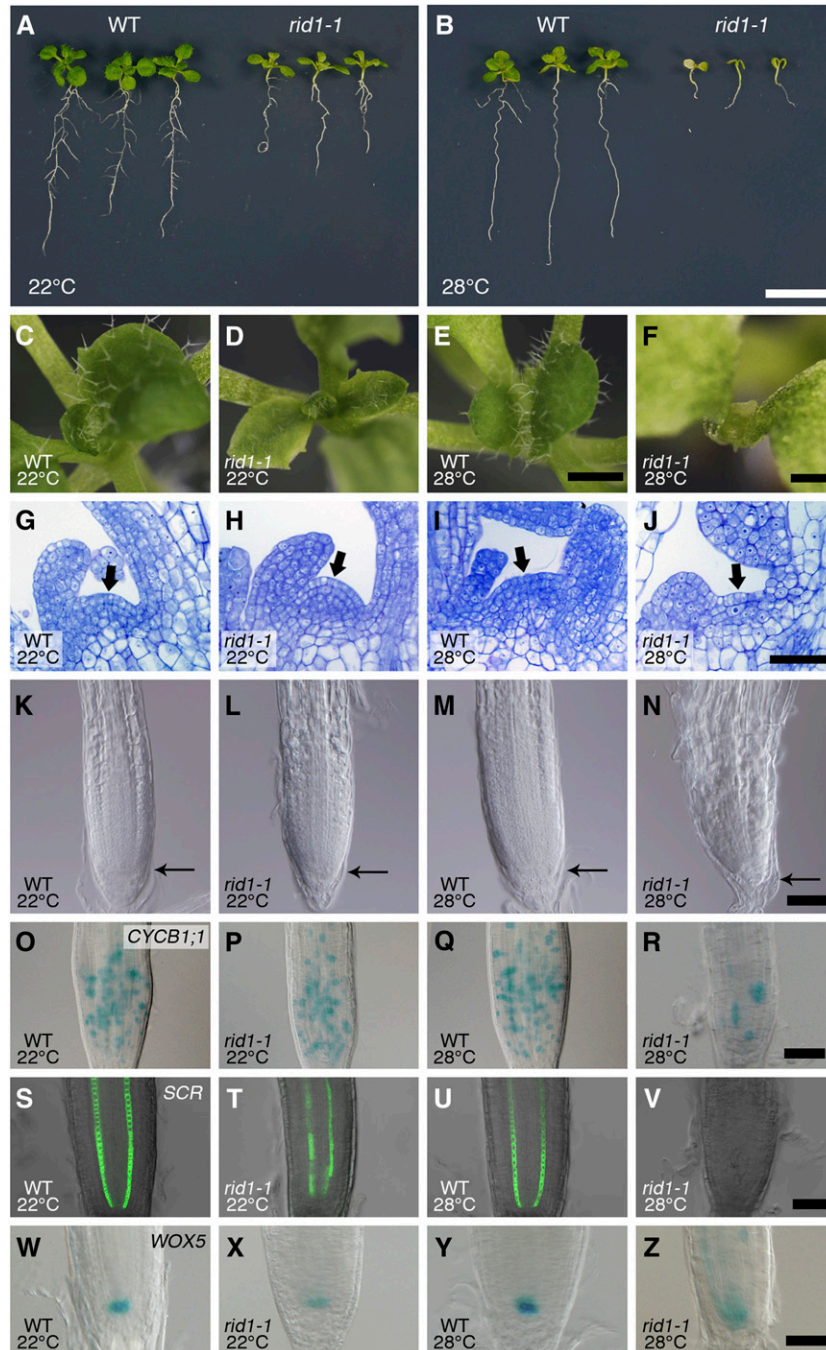 A WT rid1-1
22°C
B WT rid1-1
28°C
C
WT
22°C
D
rid1-1
22°C
E
WT
28°C
F
rid1-1
28°C
G
WT
22°C
H
rid1-1
22°C
I
WT
28°C
J
rid1-1
28°C
K
WT
22°C
L
rid1-1
22°C
M
WT
28°C
N
rid1-1
28°C
O CYCB1;1
WT
22°C
P
rid1-1
22°C
Q
WT
28°C
R
rid1-1
28°C
S SCR
WT
22°C
T
rid1-1
22°C
U
WT
28°C
V
rid1-1
28°C
W WOX5
WT
22°C
X
rid1-1
22°C
Y
WT
28°C
Z
rid1-1
28°C